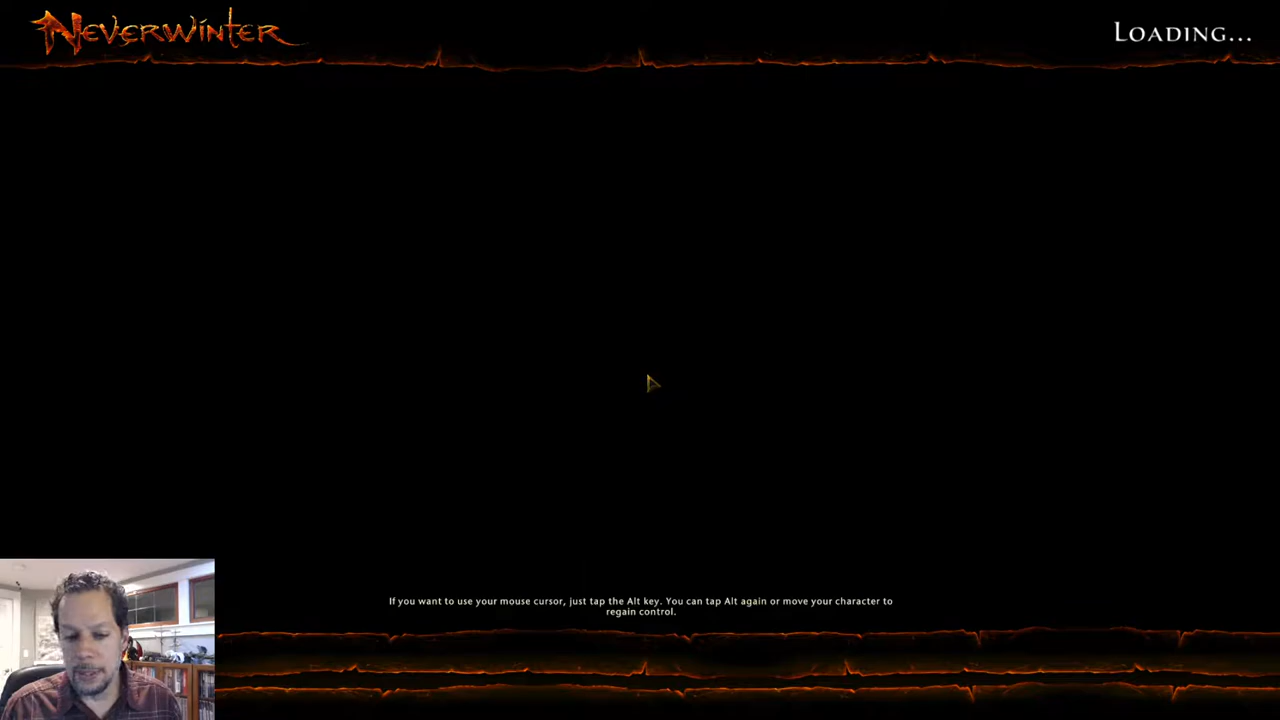 NEVERWINTER
LOADING...
If you want to use your mouse cursor, just tap the Alt key. You can tap Alt again or move your character to
regain control.